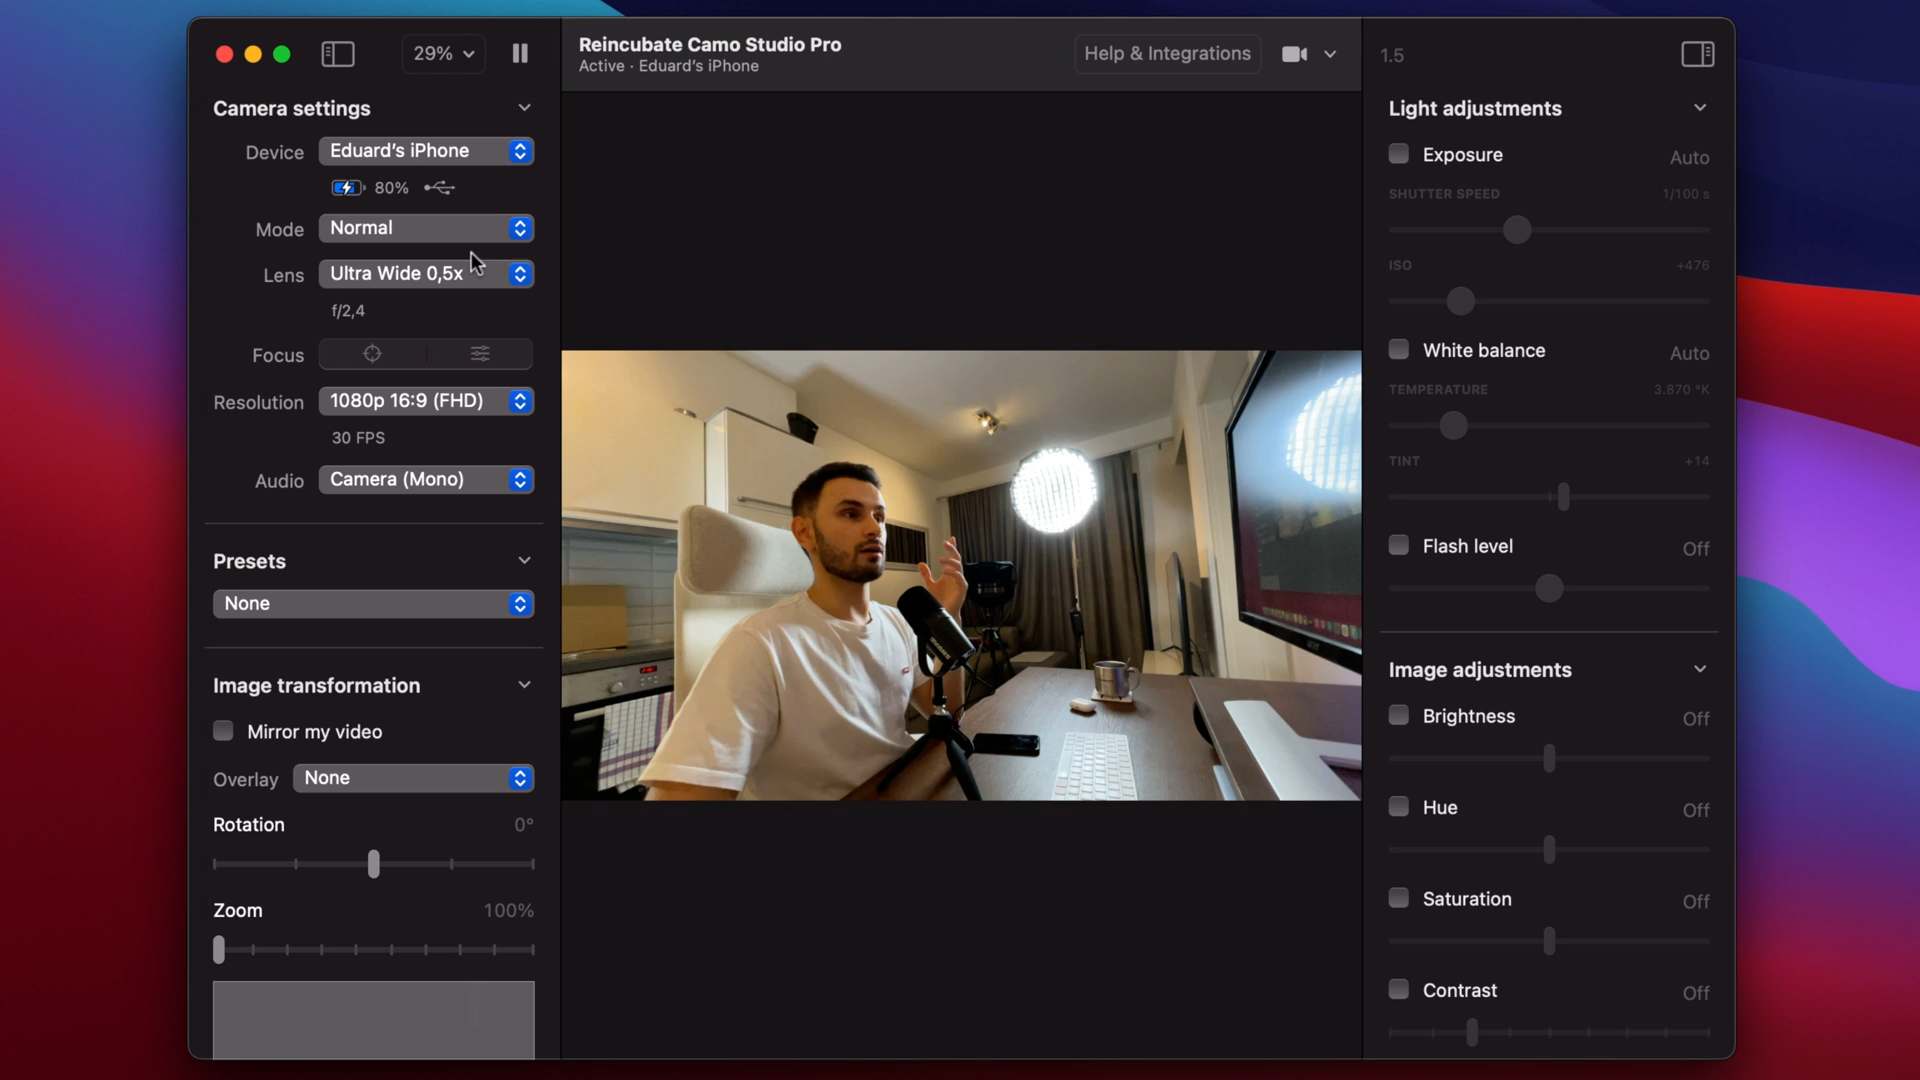 29%
Reincubate Camo Studio Pro
Active · Eduard's iPhone
Help & Integrations
1.5
Camera settings
Device Eduard's iPhone
80%
Mode Normal
Lens Ultra Wide 0,5x
f/2,4
Focus
Resolution 1080p 16:9 (FHD)
30 FPS
Audio Camera (Mono)
Presets
None
Image transformation
Mirror my video
Overlay None
Rotation 0°
Zoom 100%
Light adjustments
Exposure Auto
SHUTTER SPEED 1/100 s
ISO +476
White balance Auto
TEMPERATURE 3.870 °K
TINT +14
Flash level Off
Image adjustments
Brightness Off
Hue Off
Saturation Off
Contrast Off